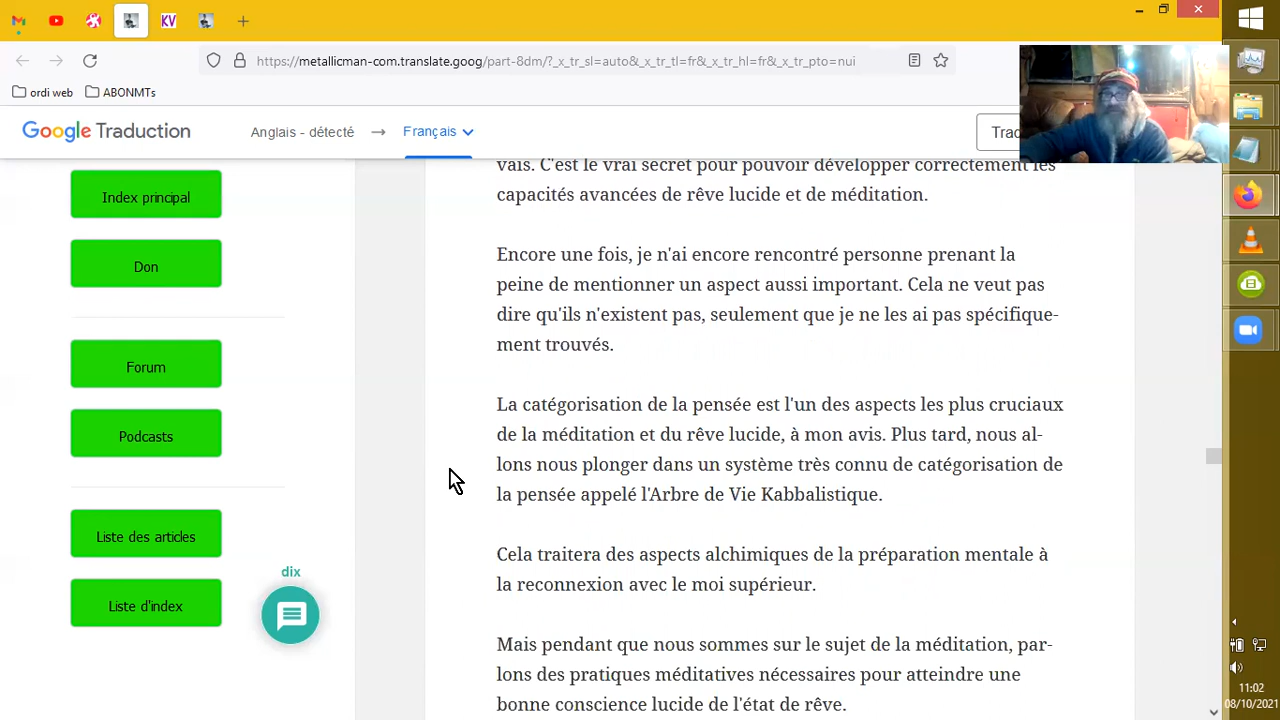 KV
https://metallicman-com.translate.goog/part-8dm/?_x_tr_sl=auto&_x_tr_tl=fr&_x_tr_hl=fr&_x_tr_pto=nui
ordi web
ABONMTs
Google Traduction
Anglais - détecté
Français
Trad
Index principal
Don
Forum
Podcasts
Liste des articles
Liste d'index
dix
vais. C'est le vrai secret pour pouvoir développer correctement les
capacités avancées de rêve lucide et de méditation.
Encore une fois, je n'ai encore rencontré personne prenant la
peine de mentionner un aspect aussi important. Cela ne veut pas
dire qu'ils n'existent pas, seulement que je ne les ai pas spécifique-
ment trouvés.
La catégorisation de la pensée est l'un des aspects les plus cruciaux
de la méditation et du rêve lucide, à mon avis. Plus tard, nous al-
lons nous plonger dans un système très connu de catégorisation de
la pensée appelé l'Arbre de Vie Kabbalistique.
Cela traitera des aspects alchimiques de la préparation mentale à
la reconnexion avec le moi supérieur.
Mais pendant que nous sommes sur le sujet de la méditation, par-
lons des pratiques méditatives nécessaires pour atteindre une
bonne conscience lucide de l'état de rêve.
11:02
08/10/2021